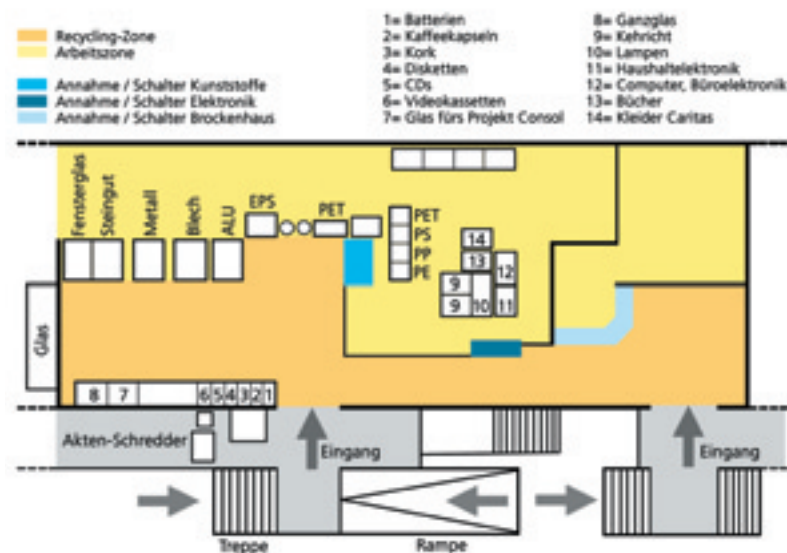 Recycling-Zone
Arbeitszone
Annahme / Schalter Kunststoffe
Annahme / Schalter Elektronik
Annahme / Schalter Brockenhaus
1= Batterien
2= Kaffeekapseln
3= Kork
4= Disketten
5= CDs
6= Videokassetten
7= Glas fürs Projekt Consol
8= Ganzglas
9= Kehricht
10= Lampen
11= Haushaltelektronik
12= Computer, Büroelektronik
13= Bücher
14= Kleider Caritas
Fensterglas
Steingut
Metall
Blech
ALU
EPS
PET
PET
PS
PP
PE
14
13
12
9
9
10
11
Glas
8
7
6
5
4
3
2
1
Akten-Schredder
Eingang
Eingang
Treppe
Rampe